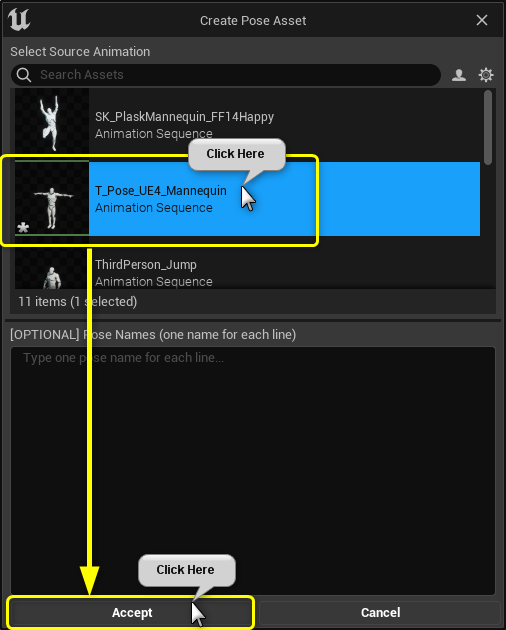 Create Pose Asset
Select Source Animation
Search Assets
SK_PlaskMannequin_FF14Happy
Animation Sequence
Click Here
T_Pose_UE4_Mannequin
Animation Sequence
ThirdPerson_Jump
Animation Sequence
11 items (1 selected)
[OPTIONAL] Pose Names (one name for each line)
Type one pose name for each line...
Click Here
Accept
Cancel